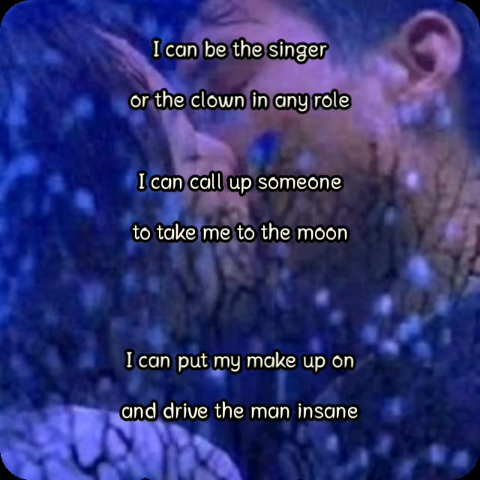 I can be the singer
or the clown in any role
I can call up someone
to take me to the moon
I can put my make up on
and drive the man insane